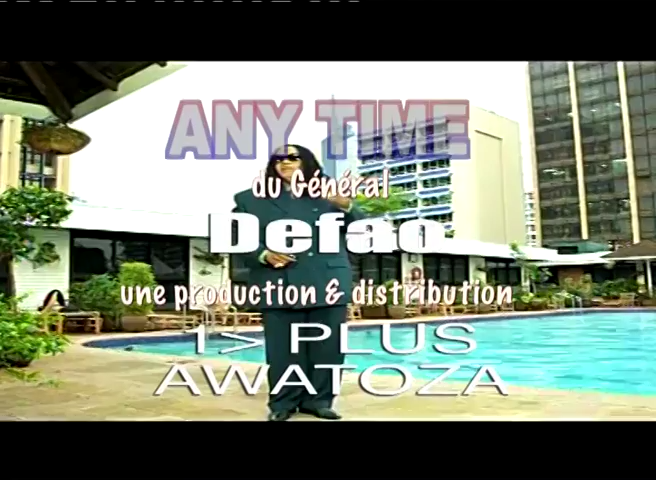 ANY TIME
du Général
Defao
une production & distribution
1> PLUS
AWATOZA